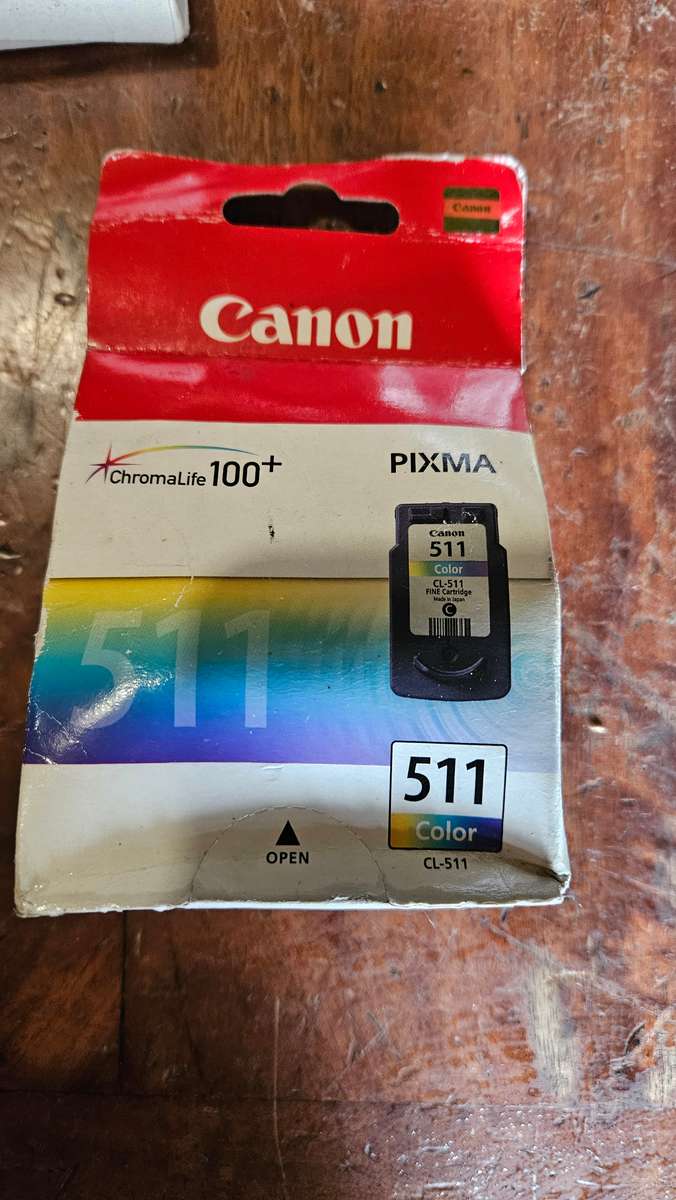 Canon
Canon
ChromaLife 100+
PIXMA
Canon
511
Color
CL-511
FINE Cartridge
Made in Japan
C
511
511
Color
OPEN
CL-511